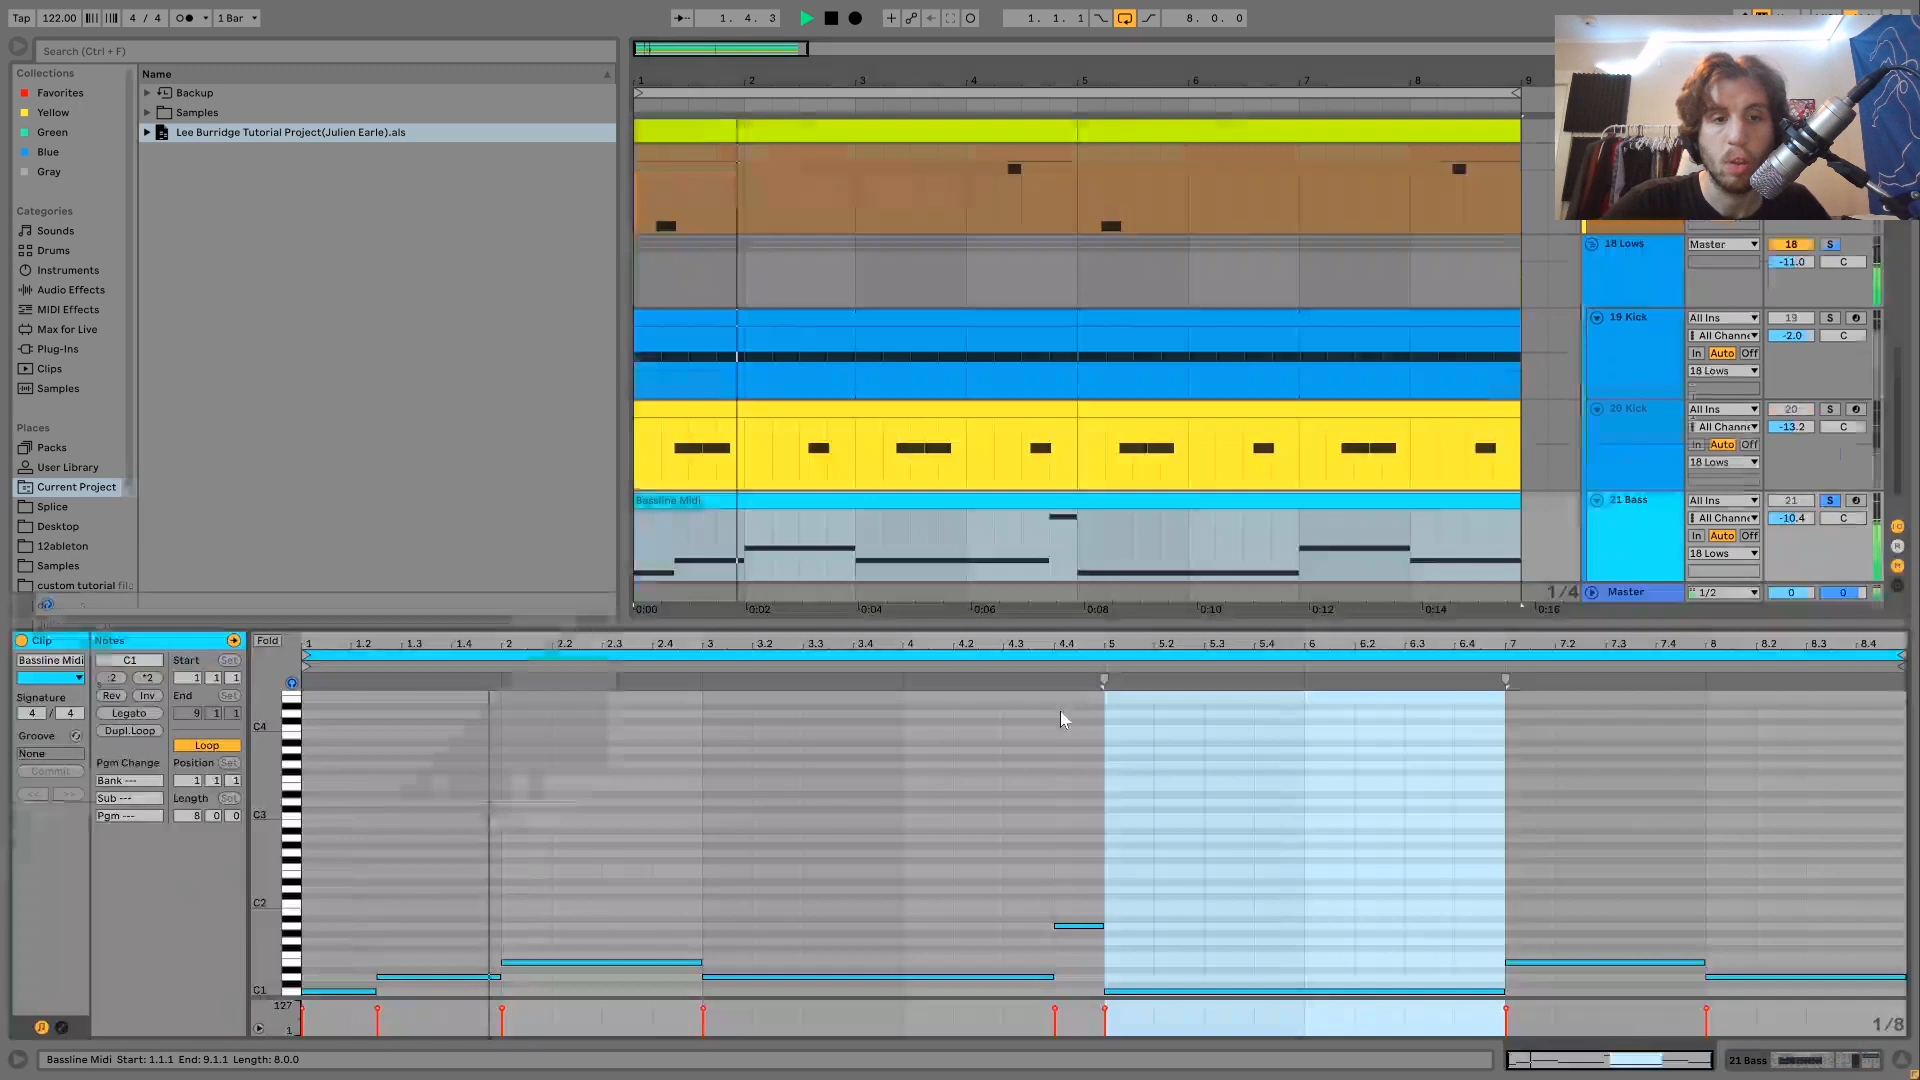 Tap 122.00 4 / 4 1 Bar 1. 4. 3 1. 1. 1 8. 0. 0
Search (Ctrl + F)
Collections
Name
Favorites
Backup
Yellow
Samples
Green
Lee Burridge Tutorial Project(Julien Earle).als
Blue
Gray
Categories
Sounds
Drums
Instruments
Audio Effects
MIDI Effects
Max for Live
Plug-Ins
Clips
Samples
Places
Packs
User Library
Current Project
Splice
Desktop
12ableton
Samples
custom tutorial file
1 2 3 4 5 6 7 8 9
18 Lows Master 18 S
-11.0 C
19 Kick All Ins 19 S
All Channe -2.0 C
In Auto Off
18 Lows
20 Kick All Ins 20 S
All Channe -13.2 C
In Auto Off
18 Lows
Bassline Midi
21 Bass All Ins 21 S
All Channe -10.4 C
In Auto Off
18 Lows
1/4
Master 1/2 0 0
0:00 0:02 0:04 0:06 0:08 0:10 0:12 0:14 0:16
Clip Notes Fold
1 1.2 1.3 1.4 2 2.2 2.3 2.4 3 3.2 3.3 3.4 4 4.2 4.3 4.4 5 5.2 5.3 5.4 6 6.2 6.3 6.4 7 7.2 7.3 7.4 8 8.2 8.3 8.4
Bassline Midi C1 Start Set
:2 *2 1 1 1
Signature Rev Inv End Set
4 / 4 Legato 9 1 1
Groove Dupl.Loop
None Loop
Commit Pgm Change Position Set
<< >> Bank --- 1 1 1
Sub --- Length Set
Pgm --- 8 0 0
C4
C3
C2
C1
127
1
1/8
Bassline Midi Start: 1.1.1 End: 9.1.1 Length: 8.0.0
21 Bass